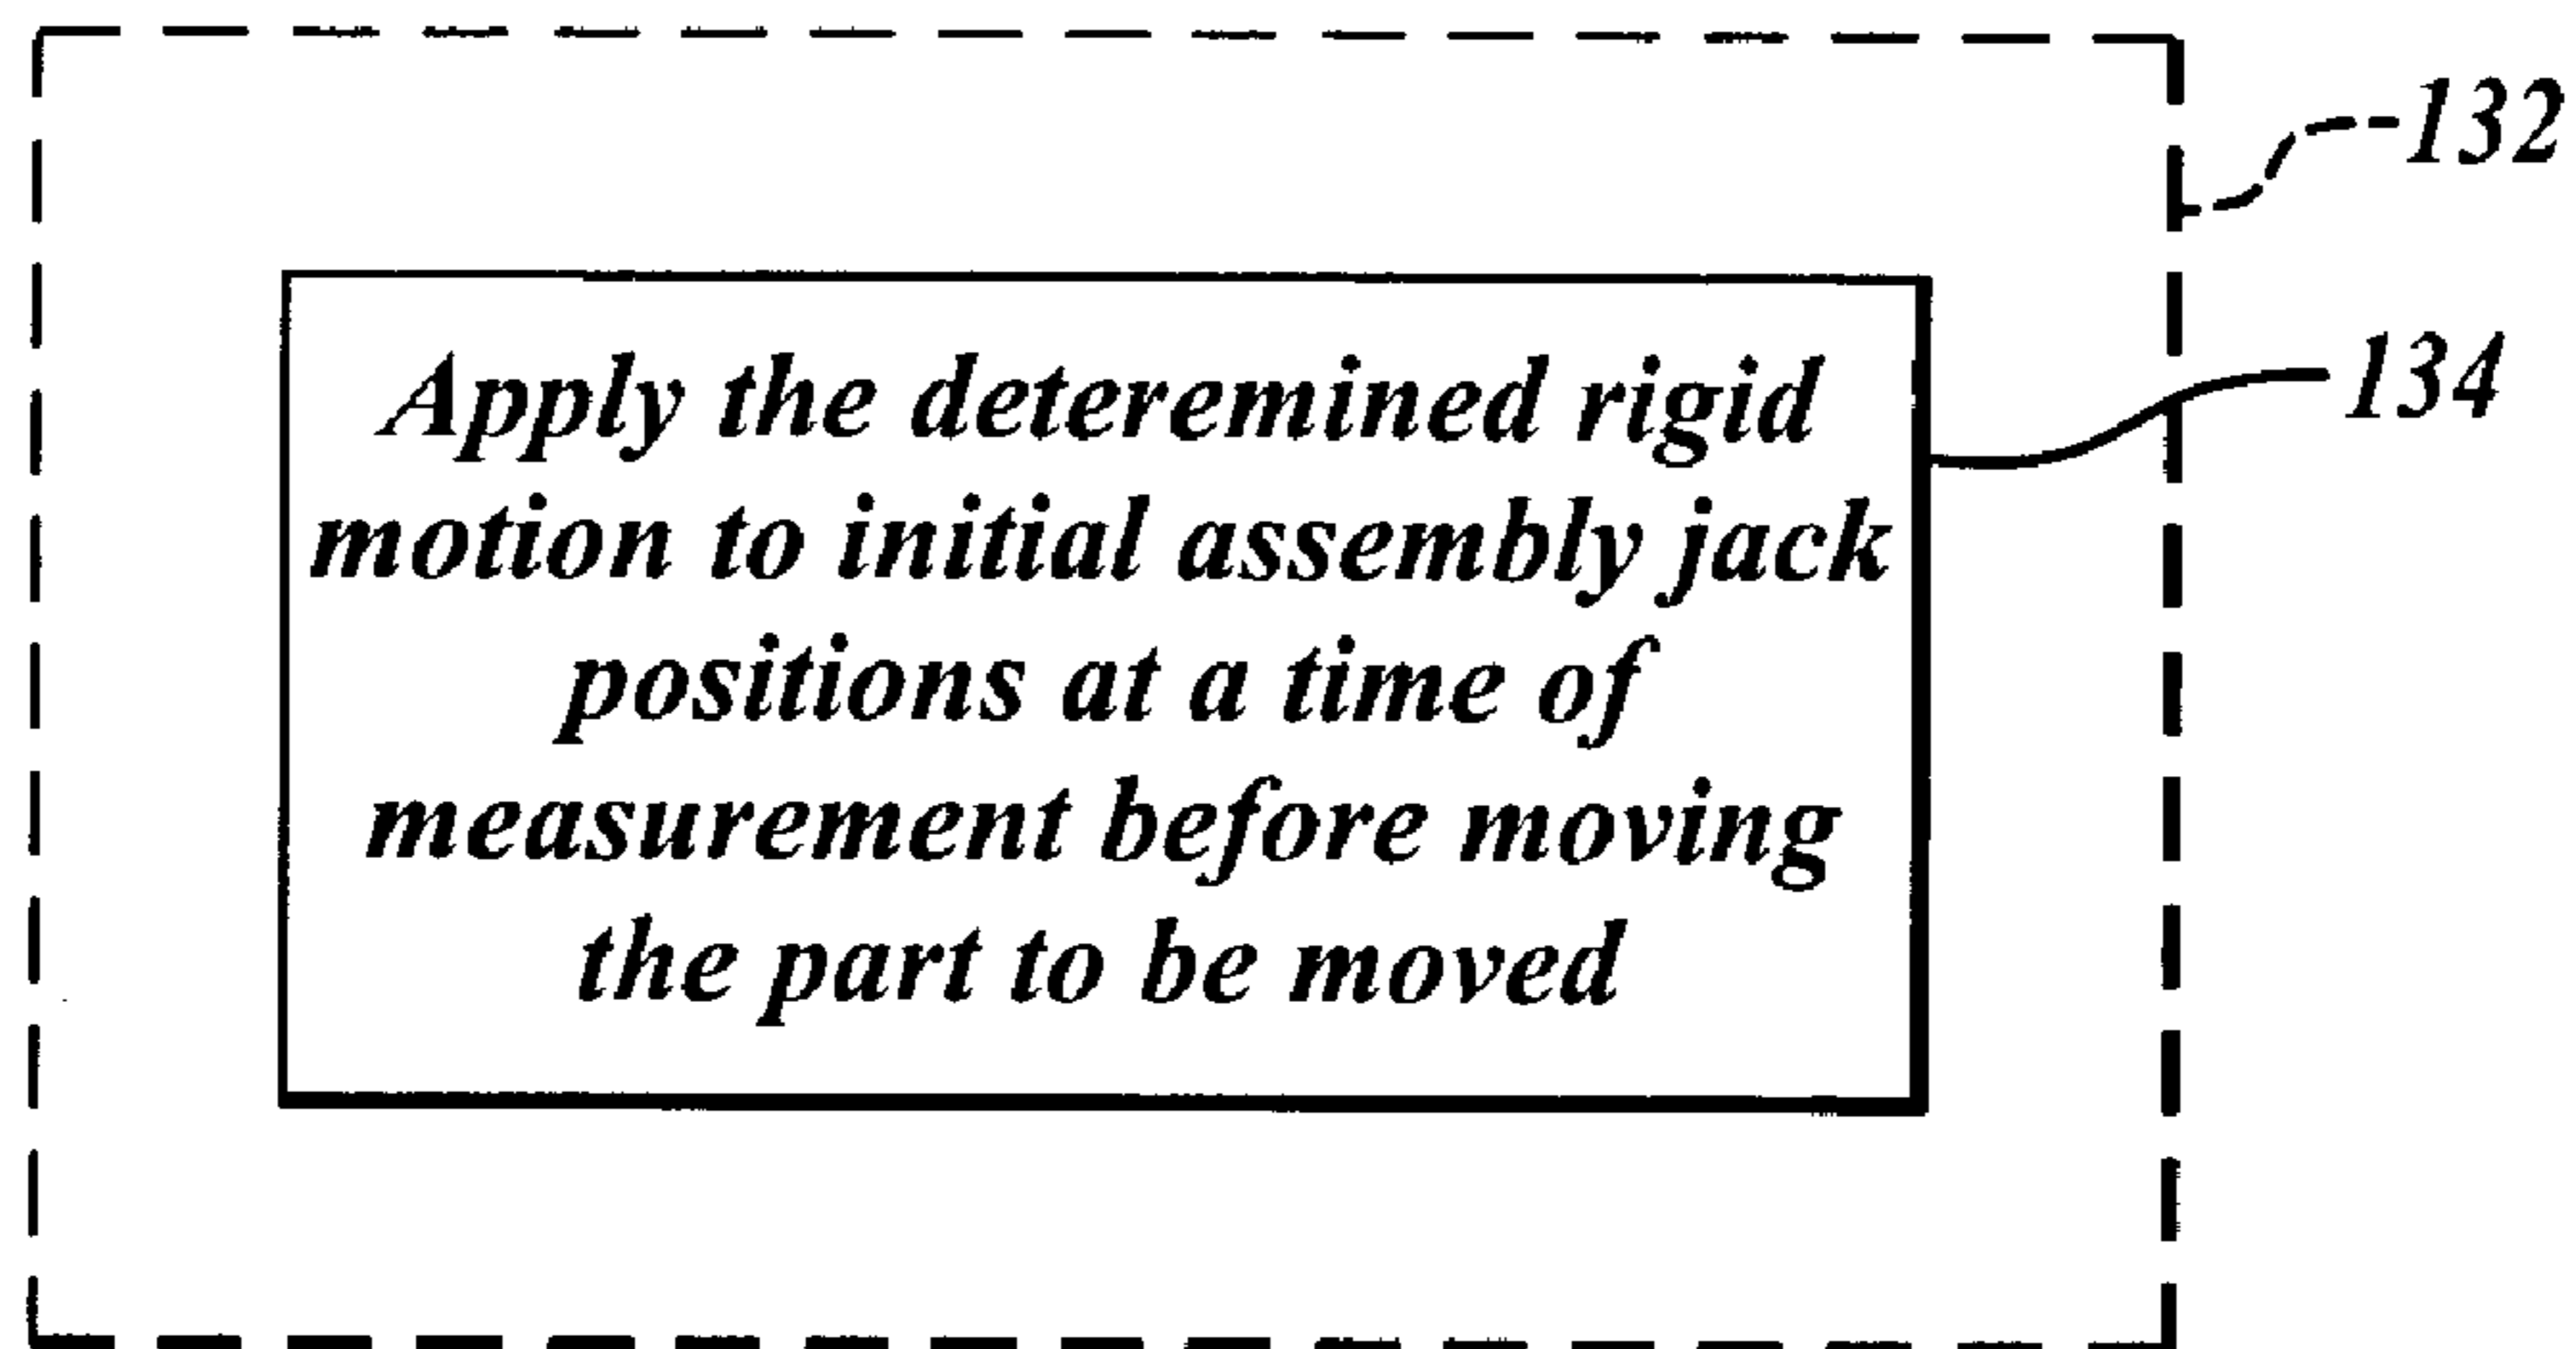 132
134
Apply the deteremined rigid
motion to initial assembly jack
positions at a time of
measurement before moving
the part to be moved